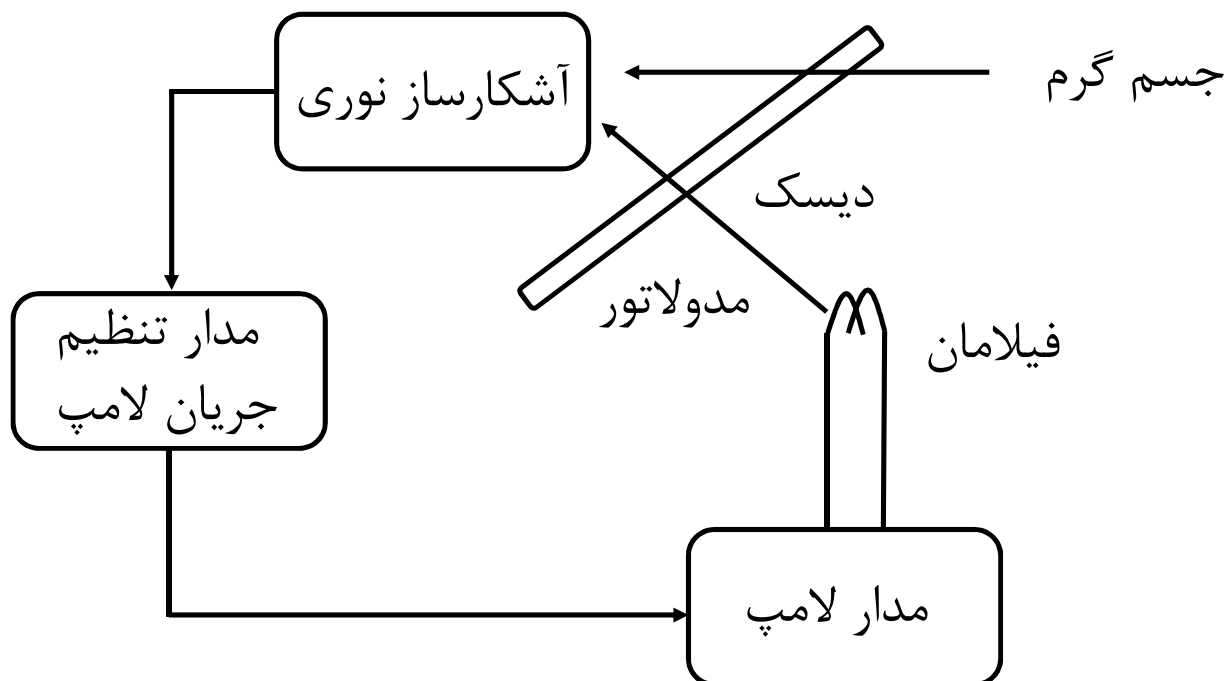 جسم گرم
آشکارساز نوری
دیسک
مدولاتور
فیلامان
مدار تنظیم
جریان لامپ
مدار لامپ